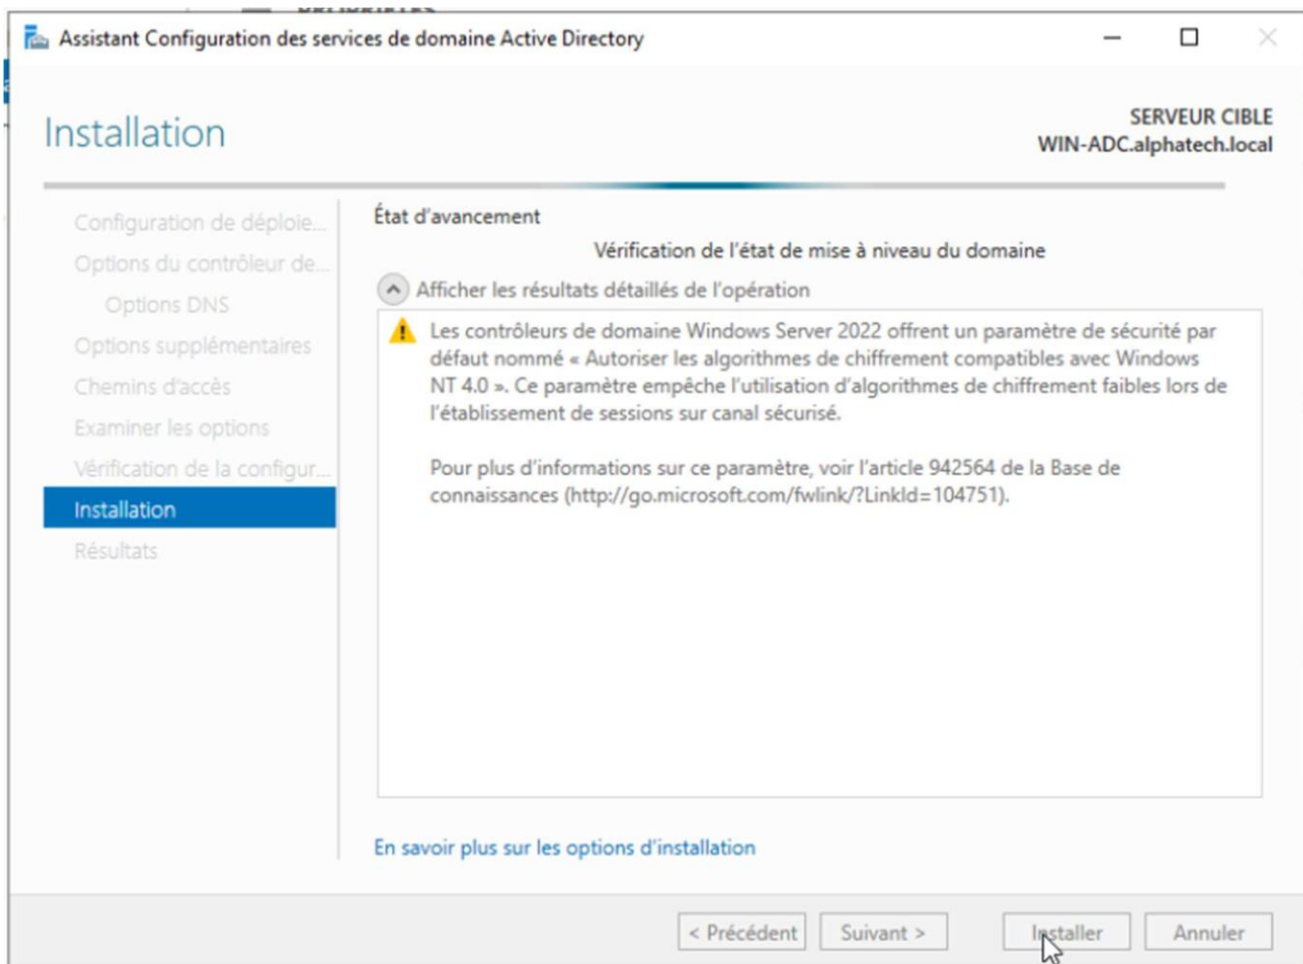 PROPRIÉTÉS
Assistant Configuration des services de domaine Active Directory
Installation
SERVEUR CIBLE
WIN-ADC.alphatech.local
Configuration de déploie...
Options du contrôleur de...
Options DNS
Options supplémentaires
Chemins d'accès
Examiner les options
Vérification de la configur...
Installation
Résultats
État d'avancement
Vérification de l'état de mise à niveau du domaine
Afficher les résultats détaillés de l'opération
Les contrôleurs de domaine Windows Server 2022 offrent un paramètre de sécurité par
défaut nommé « Autoriser les algorithmes de chiffrement compatibles avec Windows
NT 4.0 ». Ce paramètre empêche l'utilisation d'algorithmes de chiffrement faibles lors de
l'établissement de sessions sur canal sécurisé.
Pour plus d'informations sur ce paramètre, voir l'article 942564 de la Base de
connaissances (http://go.microsoft.com/fwlink/?LinkId=104751).
En savoir plus sur les options d'installation
< Précédent
Suivant >
Installer
Annuler